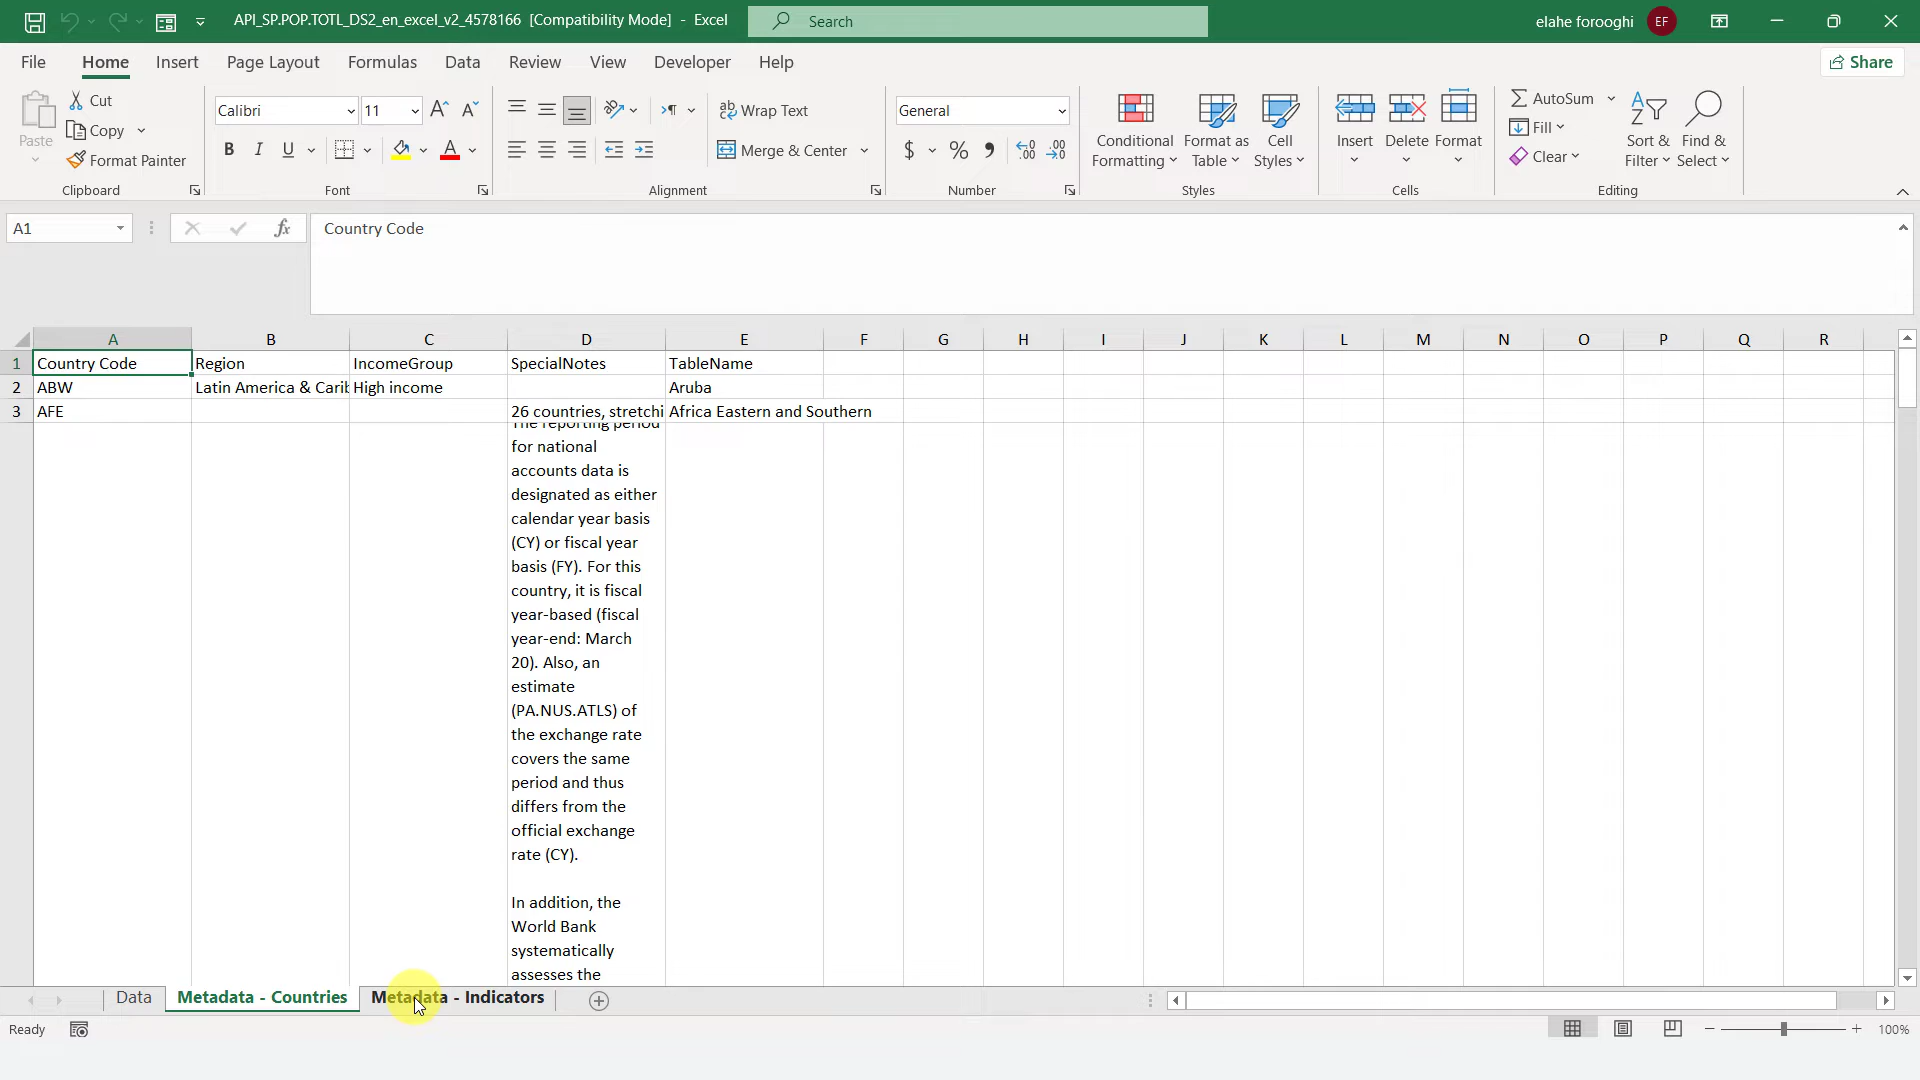 API_SP.POP.TOTL_DS2_en_excel_v2_4578166 [Compatibility Mode] - Excel
Search
elahe forooghi
EF
File Home Insert Page Layout Formulas Data Review View Developer Help
Share
Paste
Cut
Copy
Format Painter
Clipboard
Calibri 11
B I U
Font
Wrap Text
Merge & Center
Alignment
General
$ % 9
Number
Conditional
Formatting
Format as
Table
Cell
Styles
Styles
Insert Delete Format
Cells
AutoSum
Fill
Clear
Sort &
Filter
Find &
Select
Editing
A1
fx
Country Code
A B C D E F G H I J K L M N O P Q R
1 Country Code Region IncomeGroup SpecialNotes TableName
2 ABW Latin America & Carib High income Aruba
3 AFE 26 countries, stretchi Africa Eastern and Southern
The reporting period
for national
accounts data is
designated as either
calendar year basis
(CY) or fiscal year
basis (FY). For this
country, it is fiscal
year-based (fiscal
year-end: March
20). Also, an
estimate
(PA.NUS.ATLS) of
the exchange rate
covers the same
period and thus
differs from the
official exchange
rate (CY).
In addition, the
World Bank
systematically
assesses the
Data Metadata - Countries Metadata - Indicators
Ready
100%